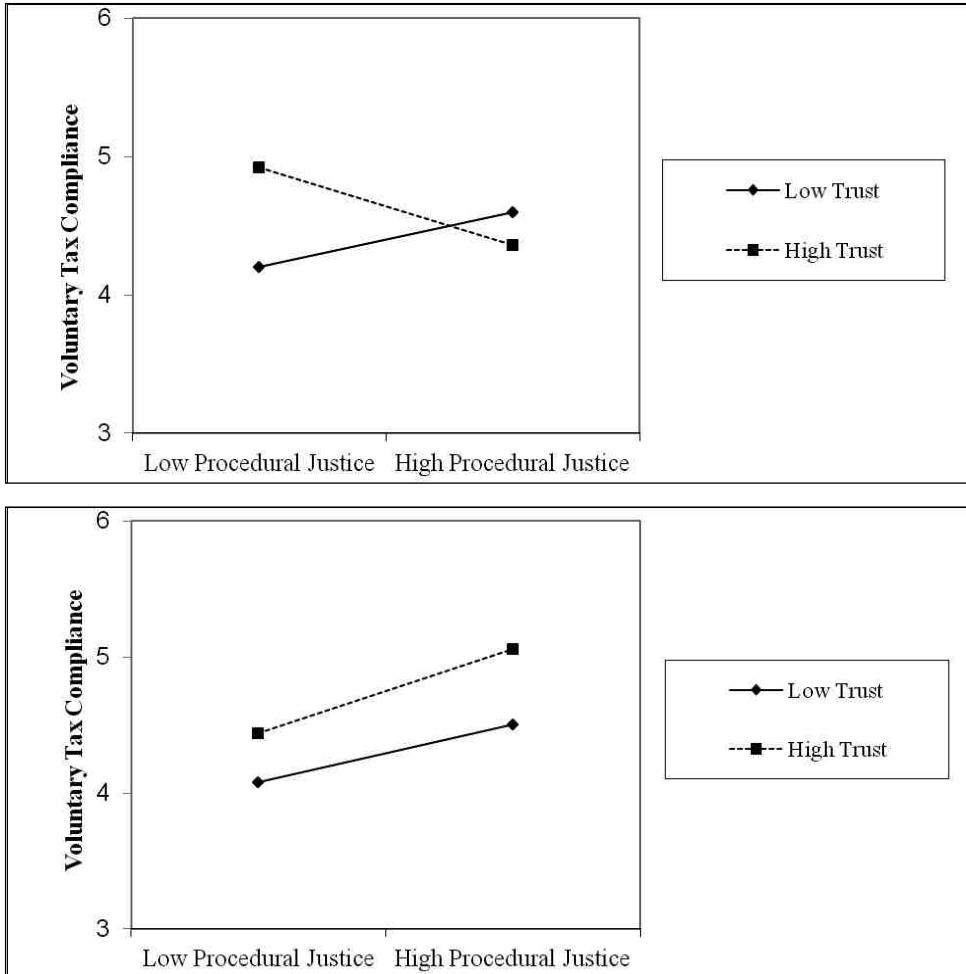 6
5
4
3
Voluntary Tax Compliance
Low Procedural Justice High Procedural Justice
Low Trust
High Trust
6
5
4
3
Voluntary Tax Compliance
Low Procedural Justice High Procedural Justice
Low Trust
High Trust